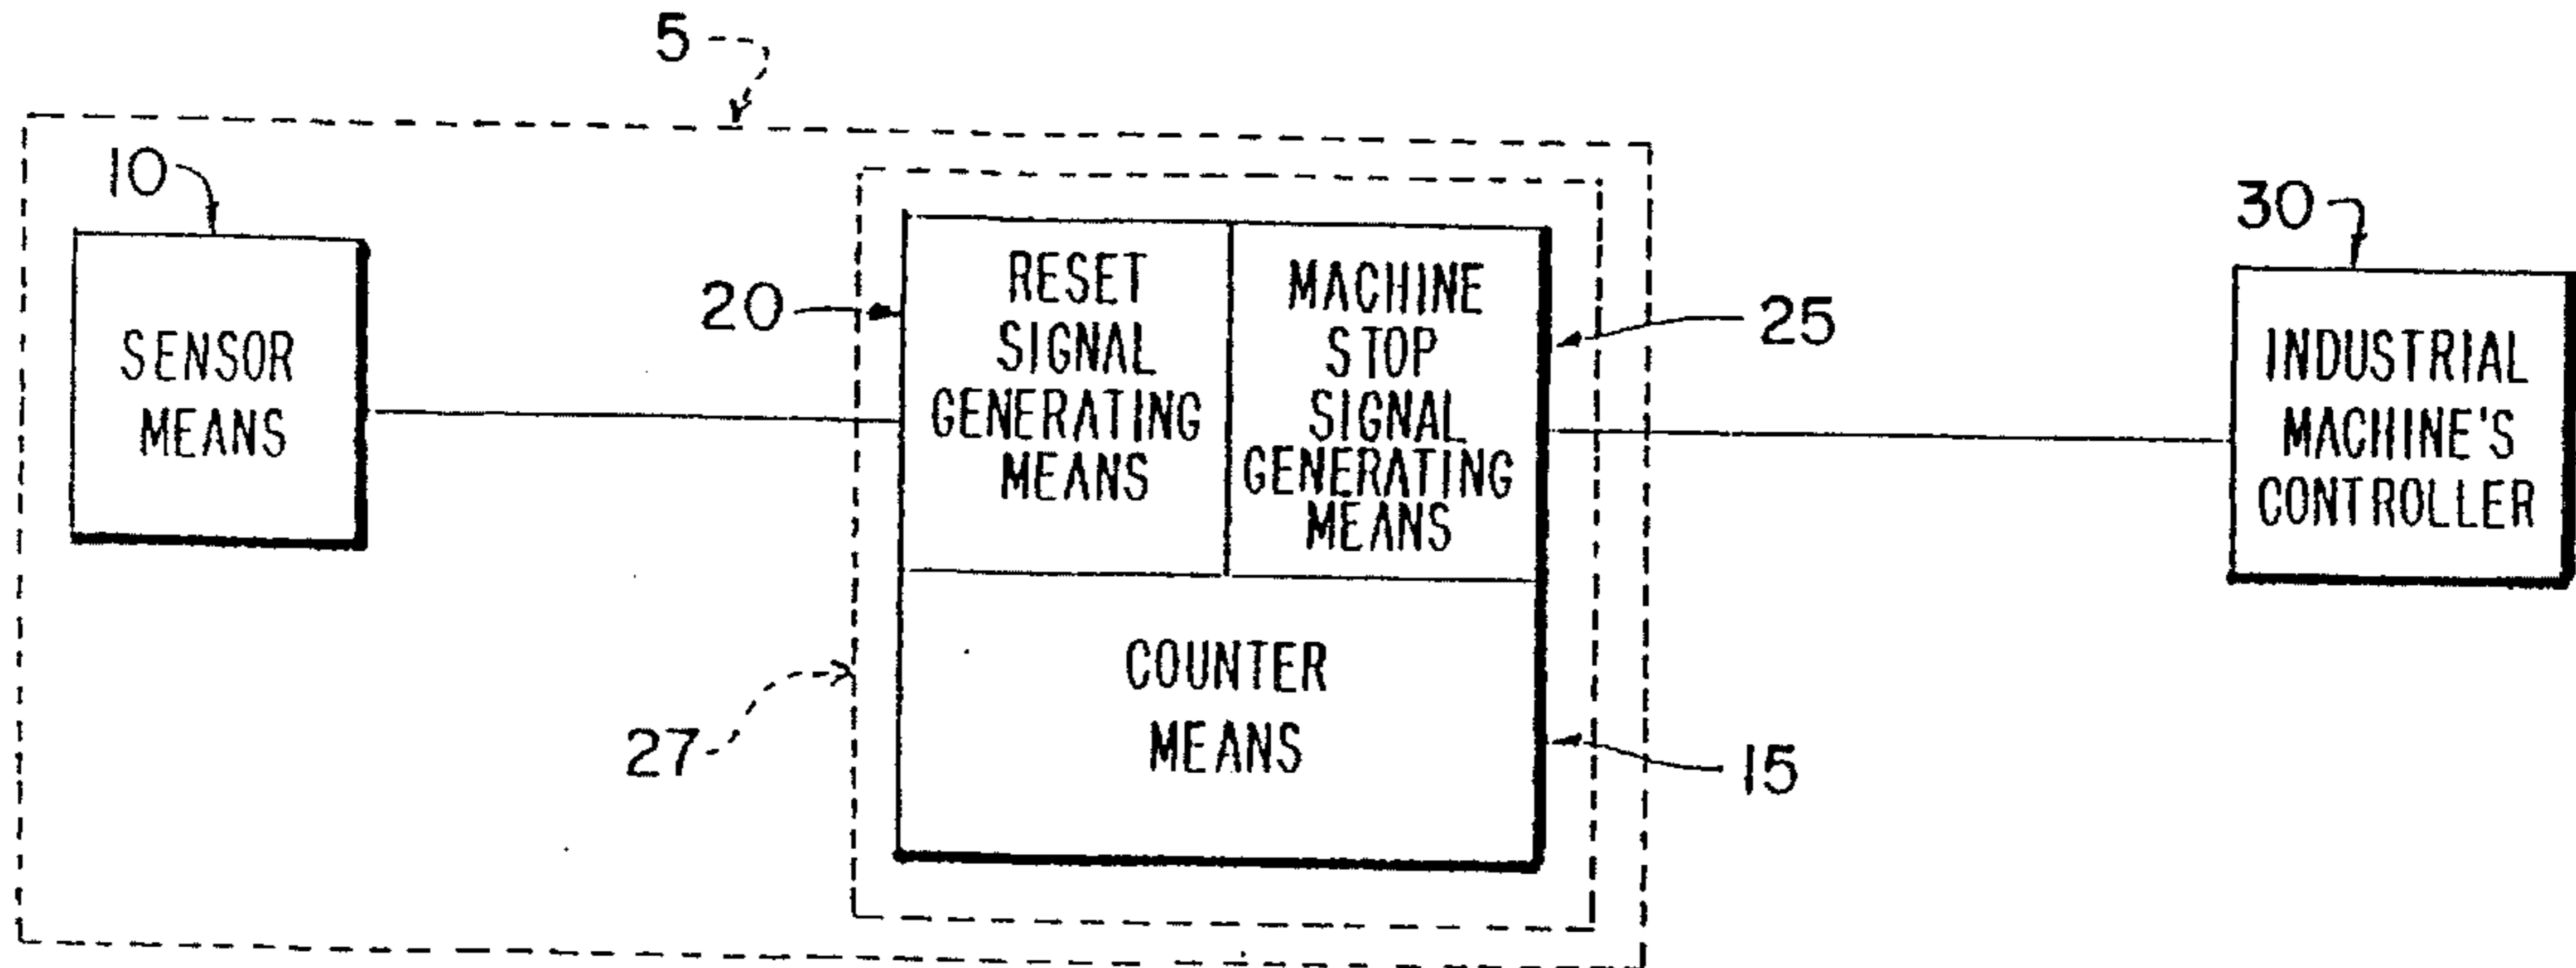 5
10
SENSOR
MEANS
20
RESET
SIGNAL
GENERATING
MEANS
MACHINE
STOP
SIGNAL
GENERATING
MEANS
25
COUNTER
MEANS
27
15
30
INDUSTRIAL
MACHINE'S
CONTROLLER